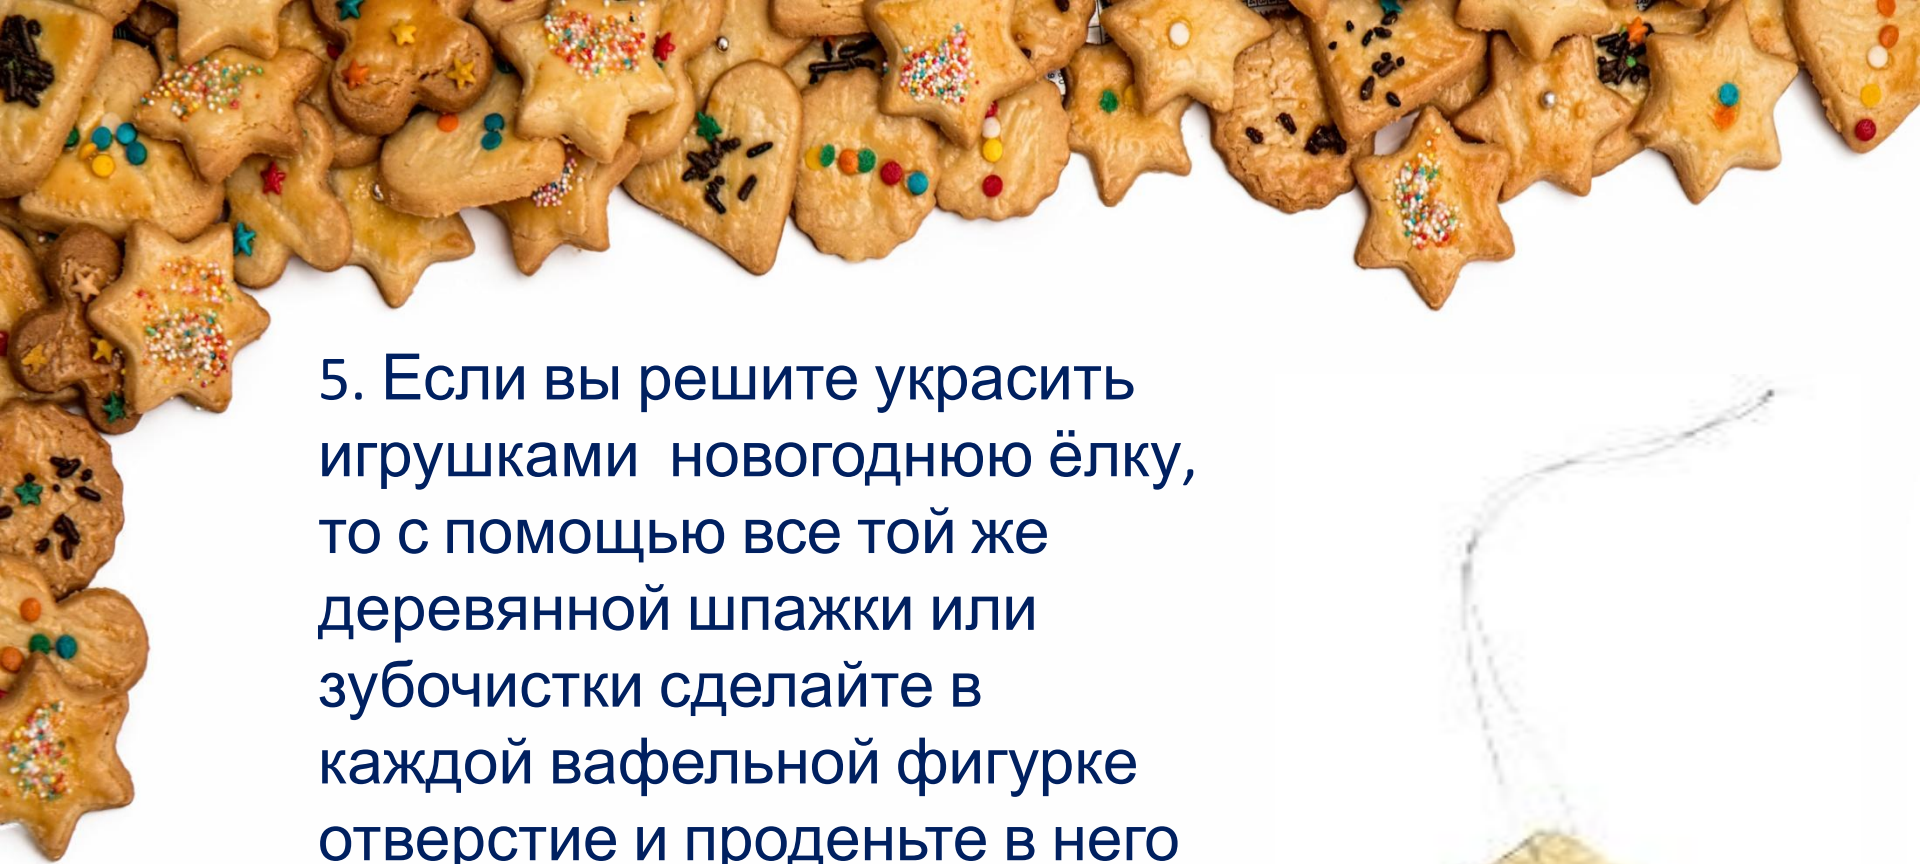 5. Если вы решите украсить
игрушками  новогоднюю ёлку,
то с помощью все той же
деревянной шпажки или
зубочистки сделайте в
каждой вафельной фигурке
отверстие и проденьте в него